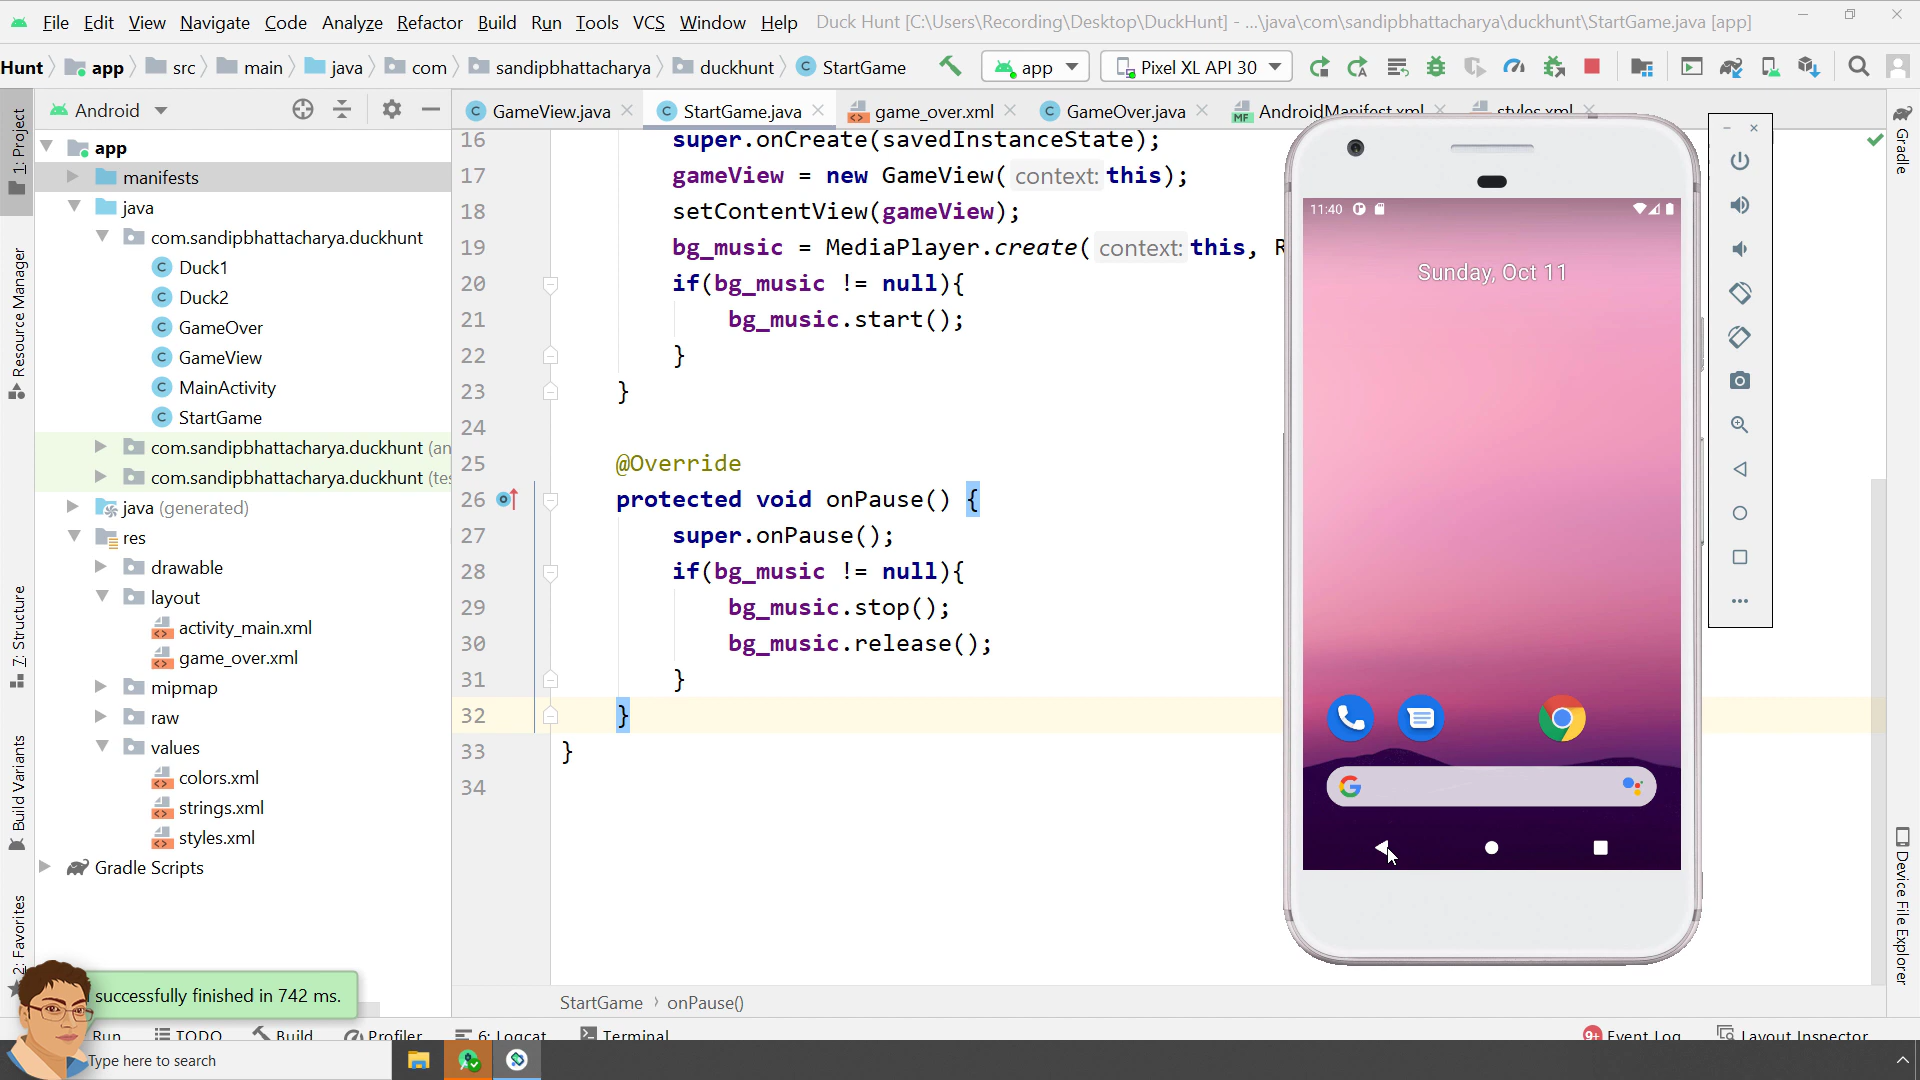 File Edit View Navigate Code Analyze Refactor Build Run Tools VCS Window Help Duck Hunt [C:\Users\Recording\Desktop\DuckHunt] - ...\java\com\sandipbhattacharya\duckhunt\StartGame.java [app]
Hunt app src main java com sandipbhattacharya duckhunt StartGame app Pixel XL API 30
Android
GameView.java StartGame.java game_over.xml GameOver.java AndroidManifest.xml styles.xml
1: Project
Resource Manager
7: Structure
Build Variants
2: Favorites
app
manifests
java
com.sandipbhattacharya.duckhunt
Duck1
Duck2
GameOver
GameView
MainActivity
StartGame
com.sandipbhattacharya.duckhunt (an
com.sandipbhattacharya.duckhunt (tes
java (generated)
res
drawable
layout
activity_main.xml
game_over.xml
mipmap
raw
values
colors.xml
strings.xml
styles.xml
Gradle Scripts
16 super.onCreate(savedInstanceState);
17 gameView = new GameView( context: this);
18 setContentView(gameView);
19 bg_music = MediaPlayer.create( context: this, R
20 if(bg_music != null){
21 bg_music.start();
22 }
23 }
24
25 @Override
26 protected void onPause() {
27 super.onPause();
28 if(bg_music != null){
29 bg_music.stop();
30 bg_music.release();
31 }
32 }
33 }
34
11:40
Sunday, Oct 11
Gradle
Device File Explorer
successfully finished in 742 ms.
StartGame onPause()
Run TODO Build Profiler 6: Logcat Terminal 9+ Event Log Layout Inspector
Type here to search